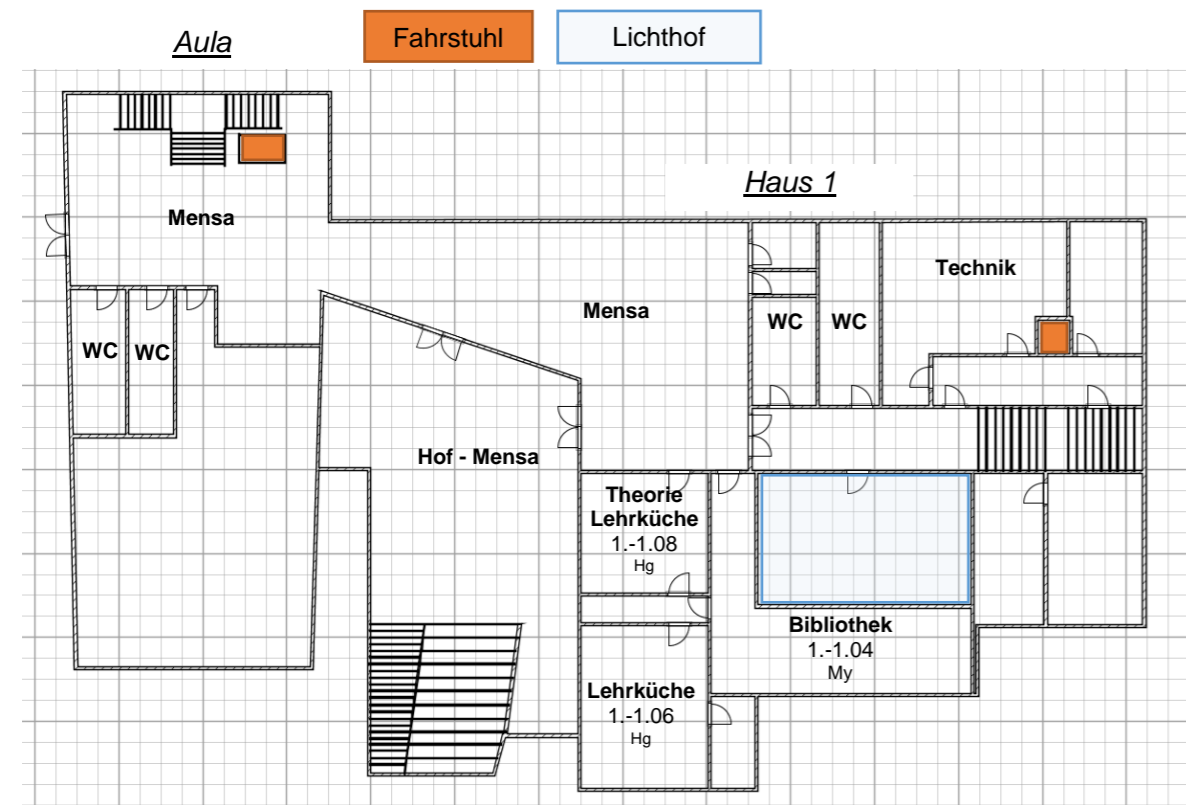 Aula
Fahrstuhl
Lichthof
Haus 1
Mensa
Technik
Mensa
WC
WC
WC
WC
Hof - Mensa
Theorie
Lehrküche
1.-1.08
Hg
Bibliothek
1.-1.04
My
Lehrküche
1.-1.06
Hg